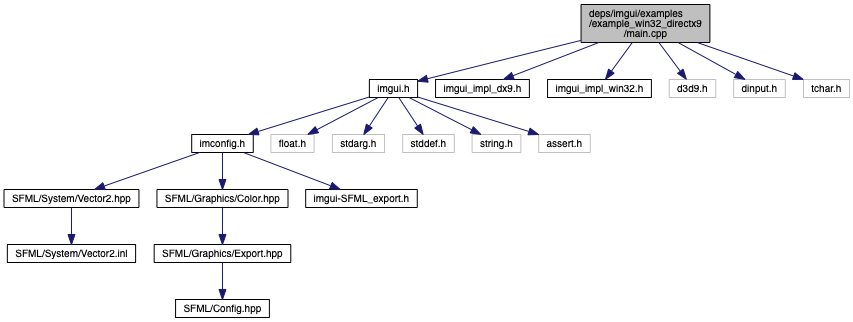 deps/imgui/examples
/example_win32_directx9
/main.cpp
imgui.h
imgui_impl_dx9.h
imgui_impl_win32.h
d3d9.h
dinput.h
tchar.h
imconfig.h
float.h
stdarg.h
stddef.h
string.h
assert.h
SFML/System/Vector2.hpp
SFML/Graphics/Color.hpp
imgui-SFML_export.h
SFML/System/Vector2.inl
SFML/Graphics/Export.hpp
SFML/Config.hpp